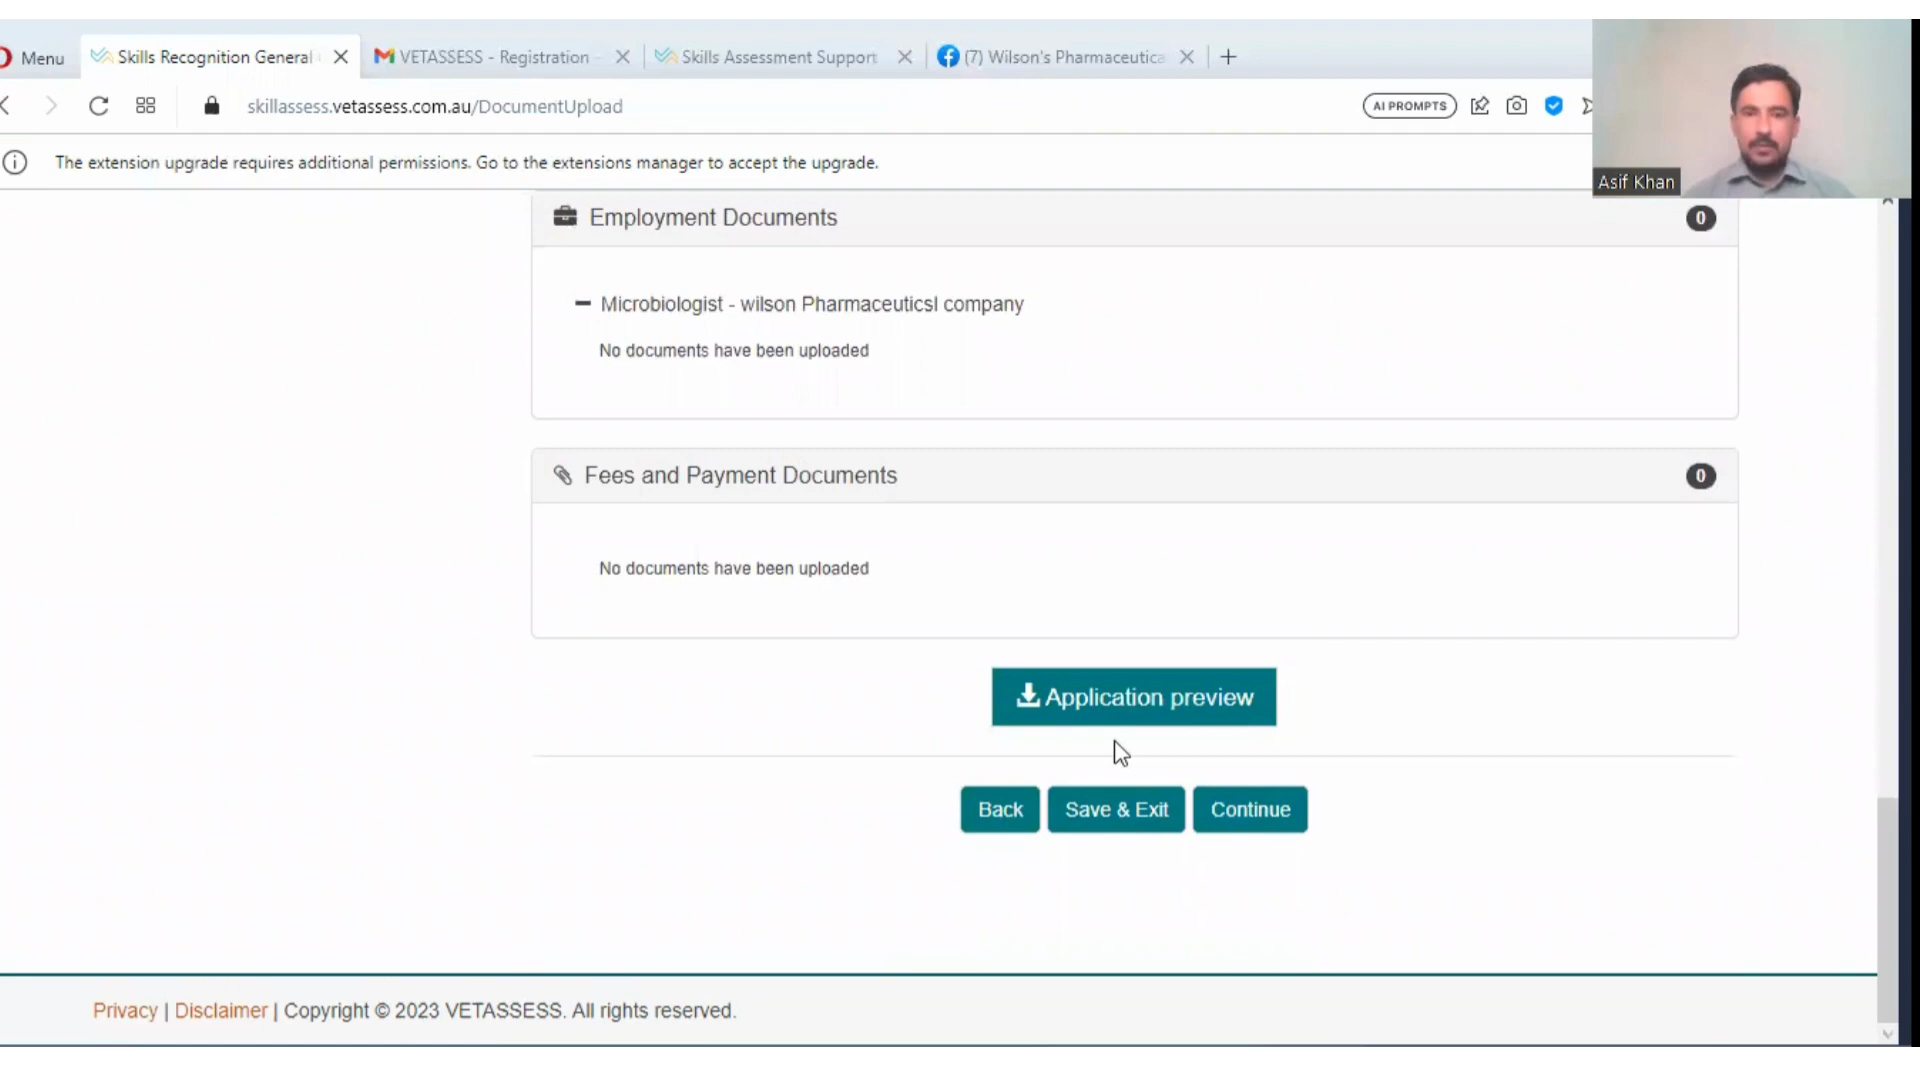 Menu
Skills Recognition General
VETASSESS - Registration -
Skills Assessment Support
(7) Wilson's Pharmaceutica
skillassess.vetassess.com.au/DocumentUpload
AI PROMPTS
The extension upgrade requires additional permissions. Go to the extensions manager to accept the upgrade.
Asif Khan
Employment Documents
0
Microbiologist - wilson Pharmaceuticsl company
No documents have been uploaded
Fees and Payment Documents
0
No documents have been uploaded
Application preview
Back
Save & Exit
Continue
Privacy | Disclaimer | Copyright © 2023 VETASSESS. All rights reserved.